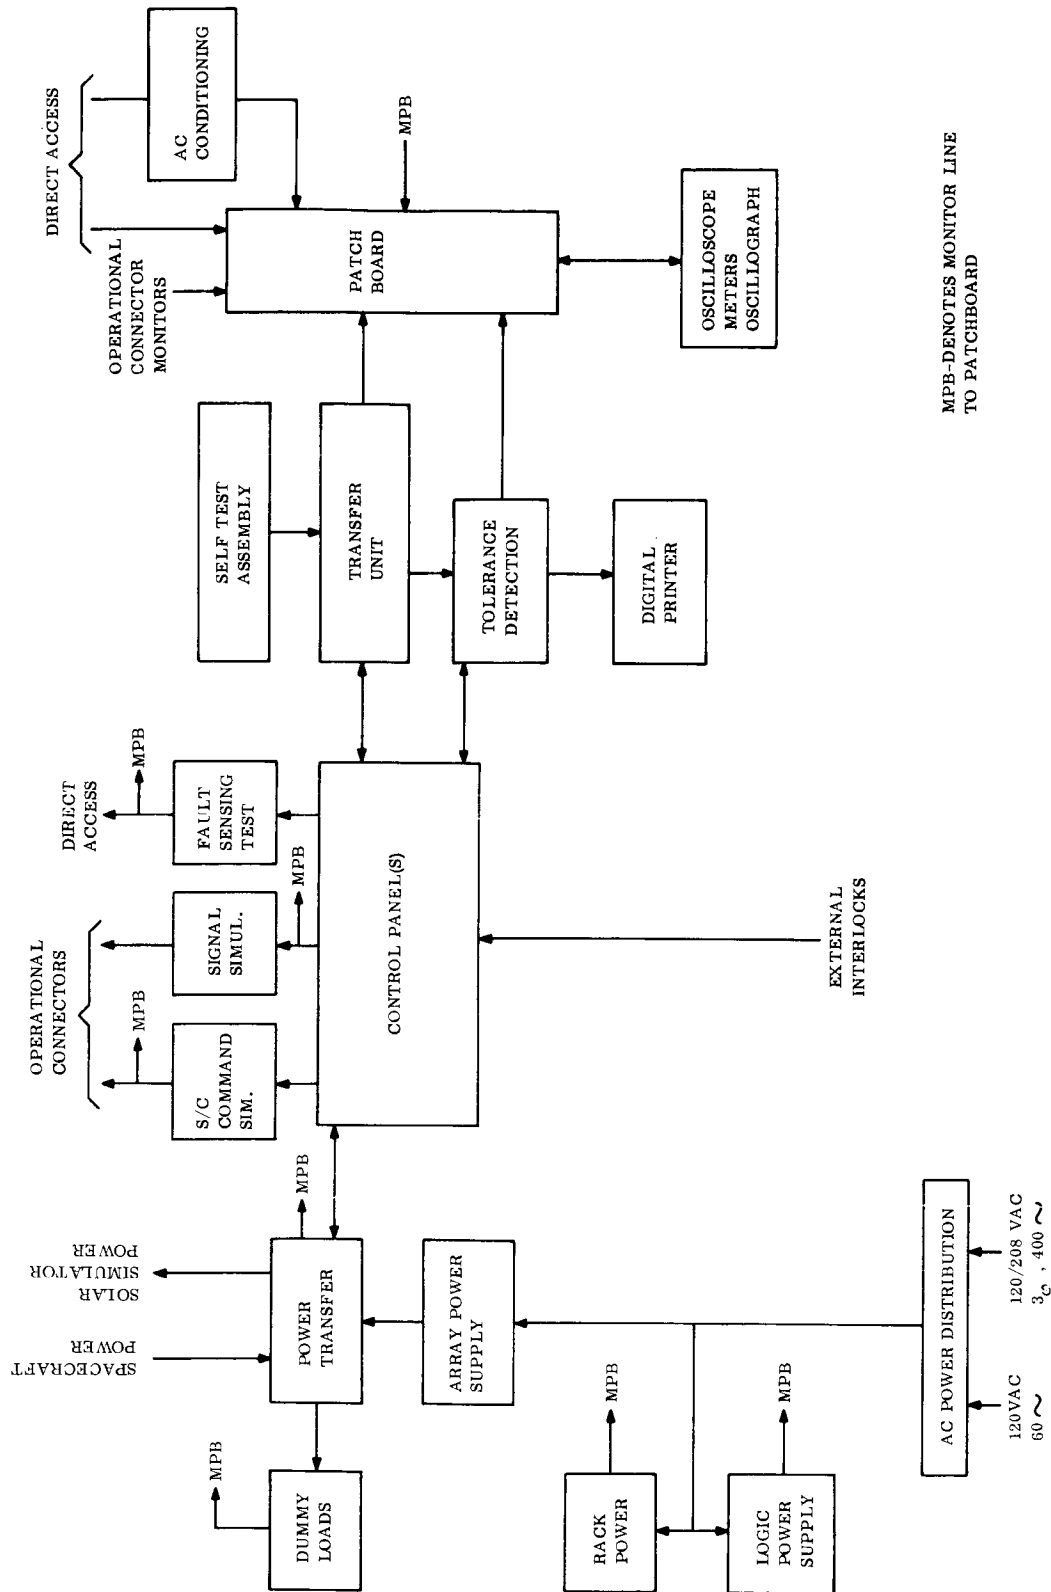 DIRECT ACCESS
AC
CONDITIONING
OPERATIONAL
CONNECTOR
MONITORS
PATCH
BOARD
MPB
OSCILLOSCOPE
METERS
OSCILLOGRAPH
MPB-DENOTES MONITOR LINE
TO PATCHBOARD
SELF TEST
ASSEMBLY
TRANSFER
UNIT
TOLERANCE
DETECTION
DIGITAL
PRINTER
DIRECT
ACCESS
MPB
FAULT
SENSING
TEST
OPERATIONAL
CONNECTORS
SIGNAL
SIMUL.
MPB
MPB
S/C
COMMAND
SIM.
CONTROL PANEL(S)
EXTERNAL
INTERLOCKS
SOLAR
SIMULATOR
POWER
SPACECRAFT
POWER
MPB
POWER
TRANSFER
ARRAY POWER
SUPPLY
MPB
DUMMY
LOADS
MPB
RACK
POWER
MPB
LOGIC
POWER
SUPPLY
AC POWER DISTRIBUTION
120VAC
60 ~
120/208 VAC
3 , 400 ~